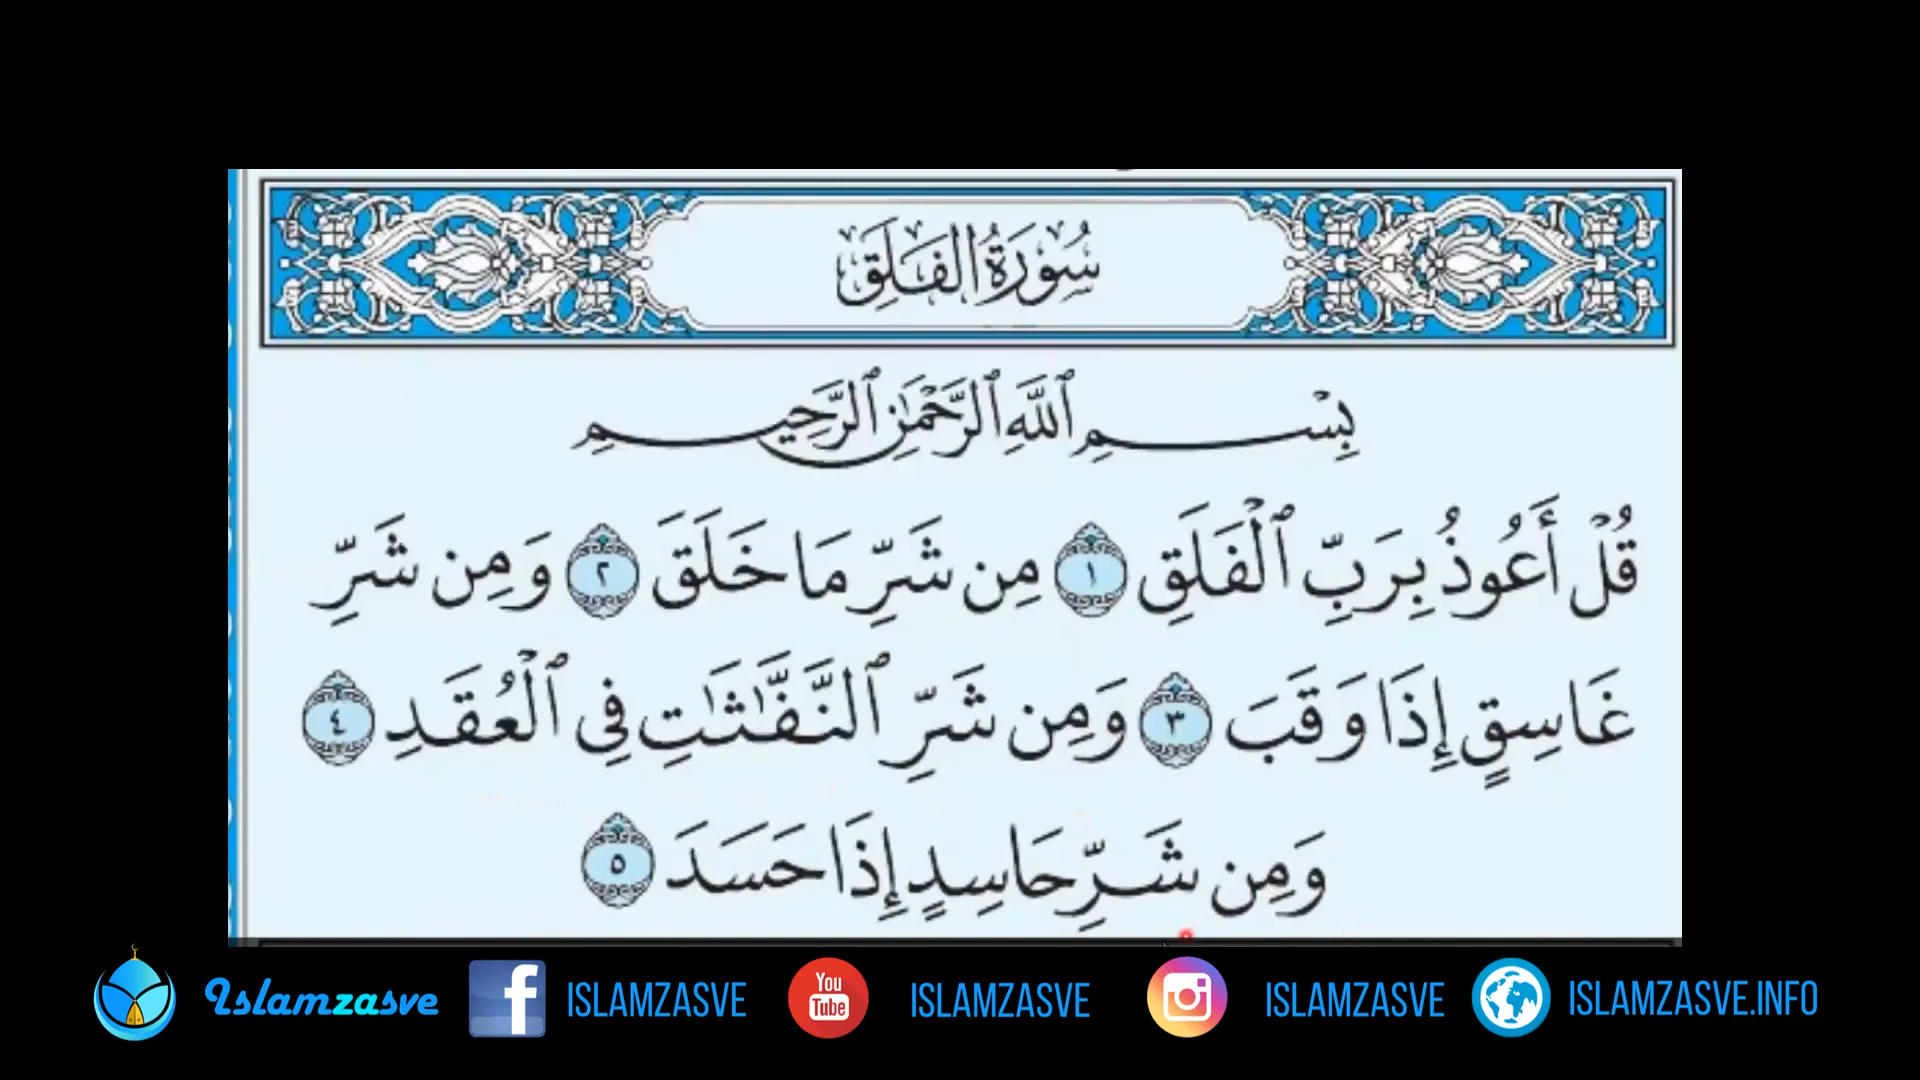 سُورَةُ الفَلَقِ
بِسْمِ ٱللَّهِ ٱلرَّحْمَٰنِ ٱلرَّحِيمِ
قُلْ أَعُوذُ بِرَبِّ ٱلْفَلَقِ ١ مِن شَرِّ مَا خَلَقَ ٢ وَمِن شَرِّ
غَاسِقٍ إِذَا وَقَبَ ٣ وَمِن شَرِّ ٱلنَّفَّٰثَٰتِ فِى ٱلْعُقَدِ ٤
وَمِن شَرِّ حَاسِدٍ إِذَا حَسَدَ ٥
Islamzasve f ISLAMZASVE You Tube ISLAMZASVE ISLAMZASVE ISLAMZASVE.INFO